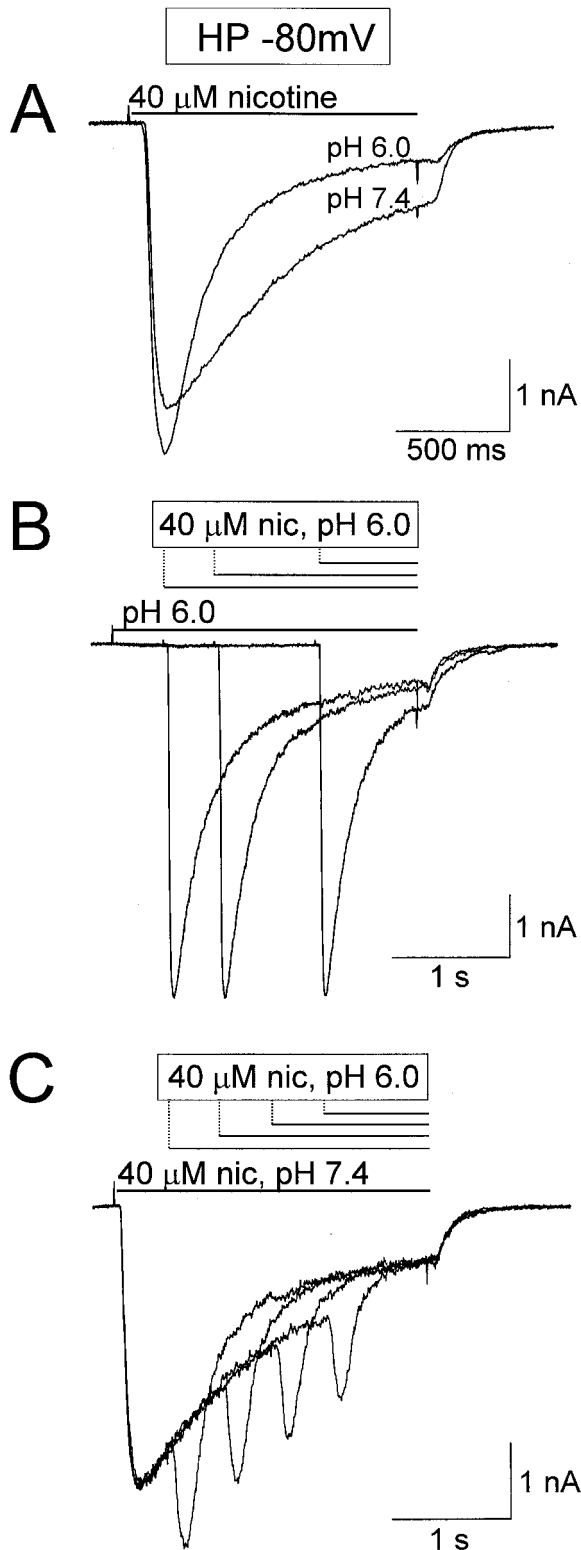 HP -80mV
A
40 μM nicotine
pH 6.0
pH 7.4
1 nA
500 ms
B
40 μM nic, pH 6.0
pH 6.0
1 nA
1 s
C
40 μM nic, pH 6.0
40 μM nic, pH 7.4
1 nA
1 s